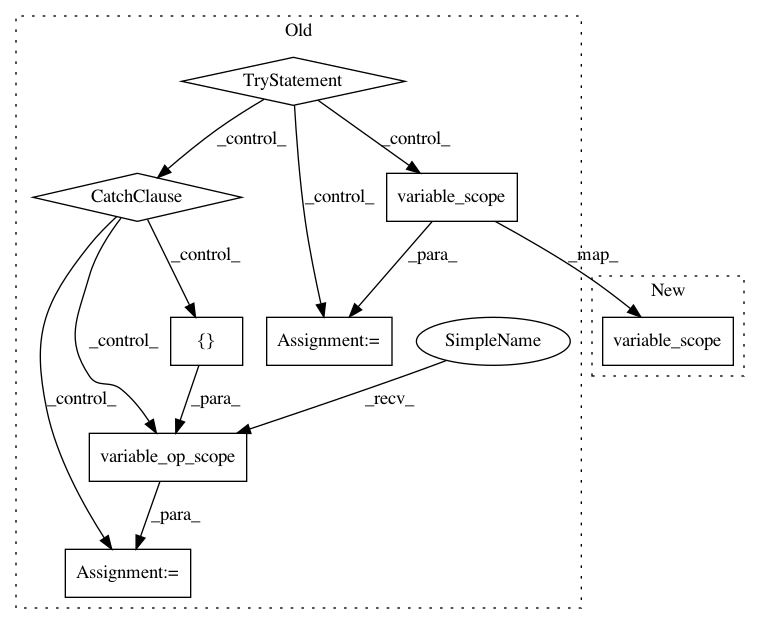 Old
TryStatement
_control_
_control_
CatchClause
_control_
variable_scope
_control_
_para_
_map_
New
{}
Assignment:=
SimpleName
variable_scope
_control_
_control_
_para_
_recv_
variable_op_scope
_para_
Assignment:=